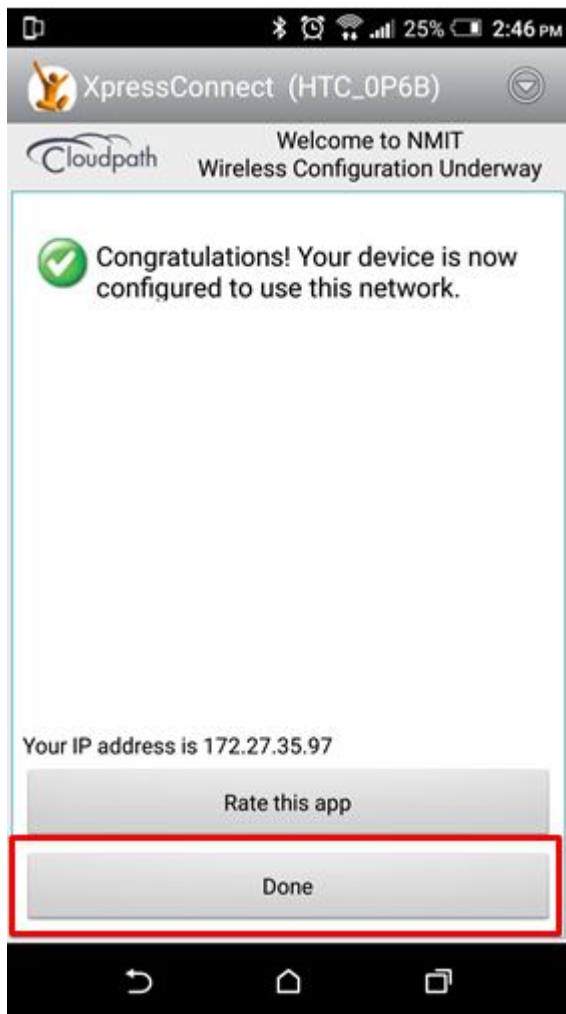 25% 2:46 PM
XpressConnect (HTC_0P6B)
Cloudpath
Welcome to NMIT
Wireless Configuration Underway
Congratulations! Your device is now
configured to use this network.
Your IP address is 172.27.35.97
Rate this app
Done